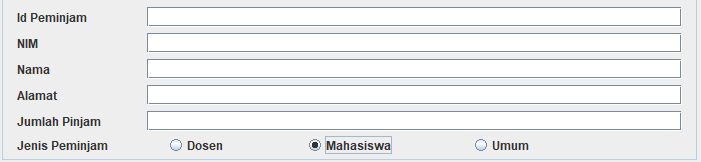 Id Peminjam
NIM
Nama
Alamat
Jumlah Pinjam
Jenis Peminjam Dosen Mahasiswa Umum